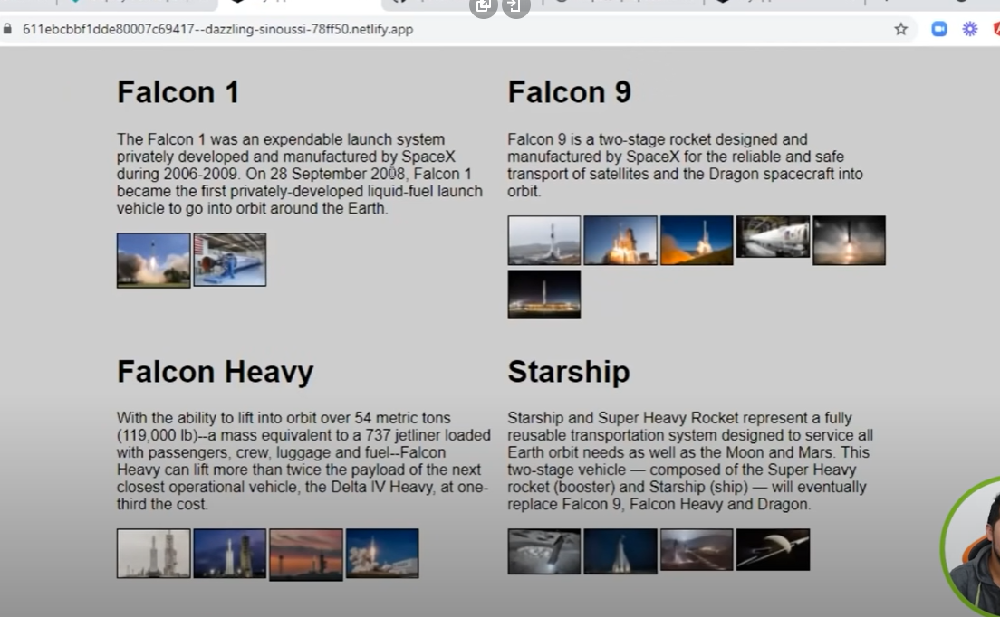 611ebcbbf1dde80007c69417--dazzling-sinoussi-78ff50.netlify.app
Falcon 1
The Falcon 1 was an expendable launch system
privately developed and manufactured by SpaceX
during 2006-2009. On 28 September 2008, Falcon 1
became the first privately-developed liquid-fuel launch
vehicle to go into orbit around the Earth.
Falcon 9
Falcon 9 is a two-stage rocket designed and
manufactured by SpaceX for the reliable and safe
transport of satellites and the Dragon spacecraft into
orbit.
Falcon Heavy
With the ability to lift into orbit over 54 metric tons
(119,000 lb)--a mass equivalent to a 737 jetliner loaded
with passengers, crew, luggage and fuel--Falcon
Heavy can lift more than twice the payload of the next
closest operational vehicle, the Delta IV Heavy, at one-
third the cost.
Starship
Starship and Super Heavy Rocket represent a fully
reusable transportation system designed to service all
Earth orbit needs as well as the Moon and Mars. This
two-stage vehicle — composed of the Super Heavy
rocket (booster) and Starship (ship) — will eventually
replace Falcon 9, Falcon Heavy and Dragon.